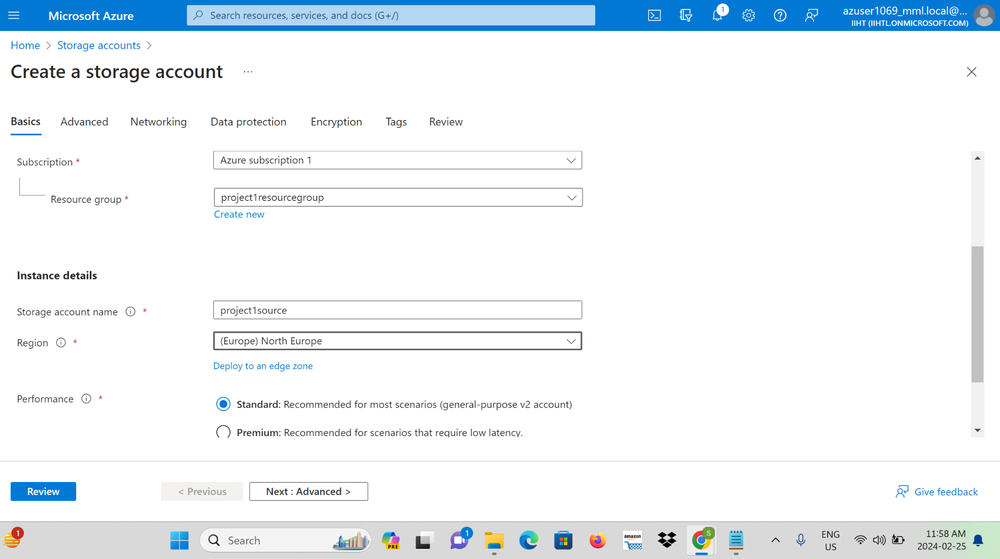 Microsoft Azure
Search resources, services, and docs (G+/)
1
azuser1069_mml.local@...
IIHT (IIHTL.ONMICROSOFT.COM)
Home > Storage accounts >
Create a storage account ...
Basics Advanced Networking Data protection Encryption Tags Review
Subscription *
Azure subscription 1
Resource group *
project1resourcegroup
Create new
Instance details
Storage account name *
project1source
Region *
(Europe) North Europe
Deploy to an edge zone
Performance *
Standard: Recommended for most scenarios (general-purpose v2 account)
Premium: Recommended for scenarios that require low latency.
Review
< Previous
Next : Advanced >
Give feedback
1
Search
PRE
1
amazon
S
ENG
US
11:58 AM
2024-02-25